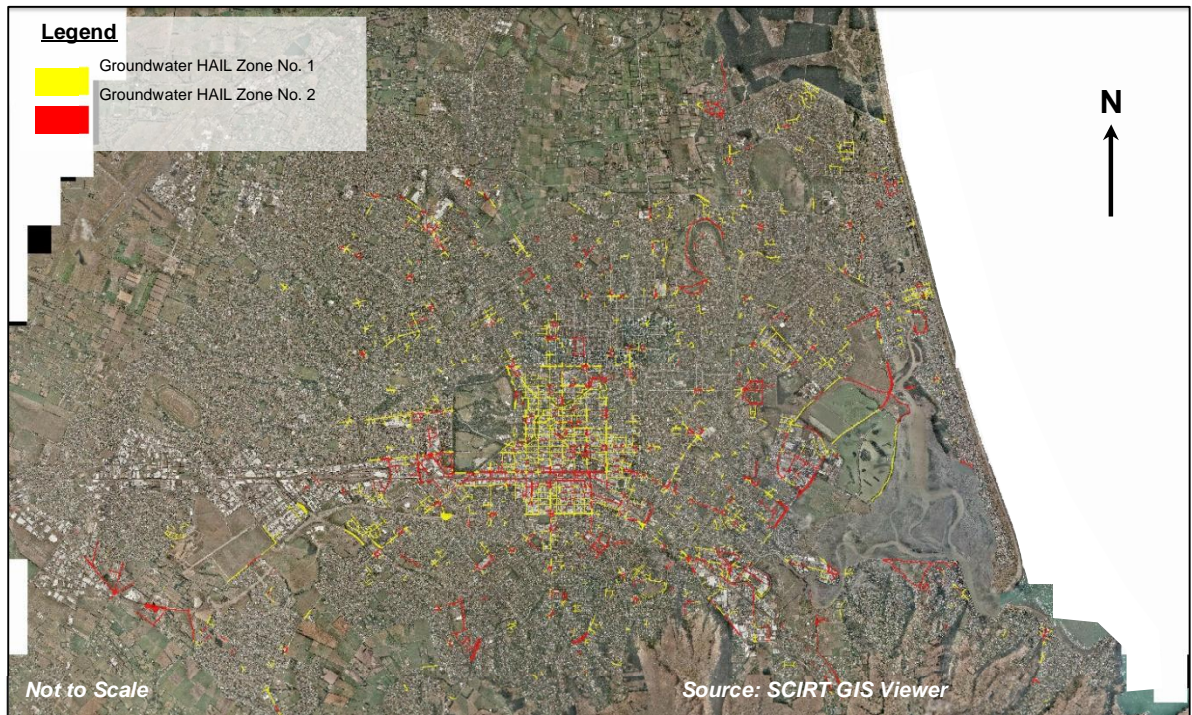 Legend
Groundwater HAIL Zone No. 1
Groundwater HAIL Zone No. 2
N
Not to Scale
Source: SCIRT GIS Viewer